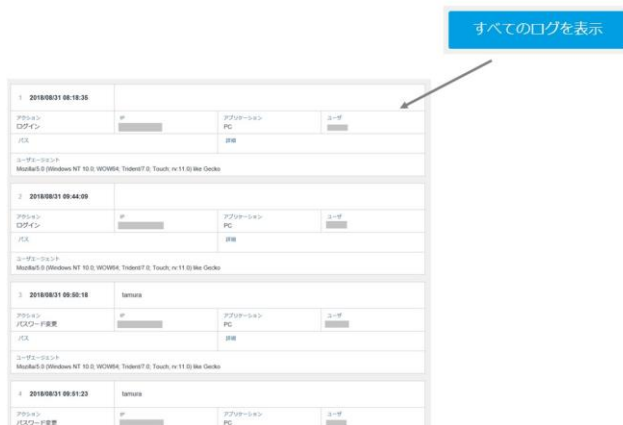 すべてのログを表示
1 2018/08/31 08:18:35
アクション IP アプリケーション ユーザ
ログイン PC
パス 詳細
ユーザエージェント
Mozilla/5.0 (Windows NT 10.0; WOW64; Trident/7.0; Touch; rv:11.0) like Gecko
2 2018/08/31 09:44:09
アクション IP アプリケーション ユーザ
ログイン PC
パス 詳細
ユーザエージェント
Mozilla/5.0 (Windows NT 10.0; WOW64; Trident/7.0; Touch; rv:11.0) like Gecko
3 2018/08/31 09:50:18 tamura
アクション IP アプリケーション ユーザ
パスワード変更 PC
パス 詳細
ユーザエージェント
Mozilla/5.0 (Windows NT 10.0; WOW64; Trident/7.0; Touch; rv:11.0) like Gecko
4 2018/08/31 09:51:23 tamura
アクション IP アプリケーション ユーザ
パスワード変更 PC